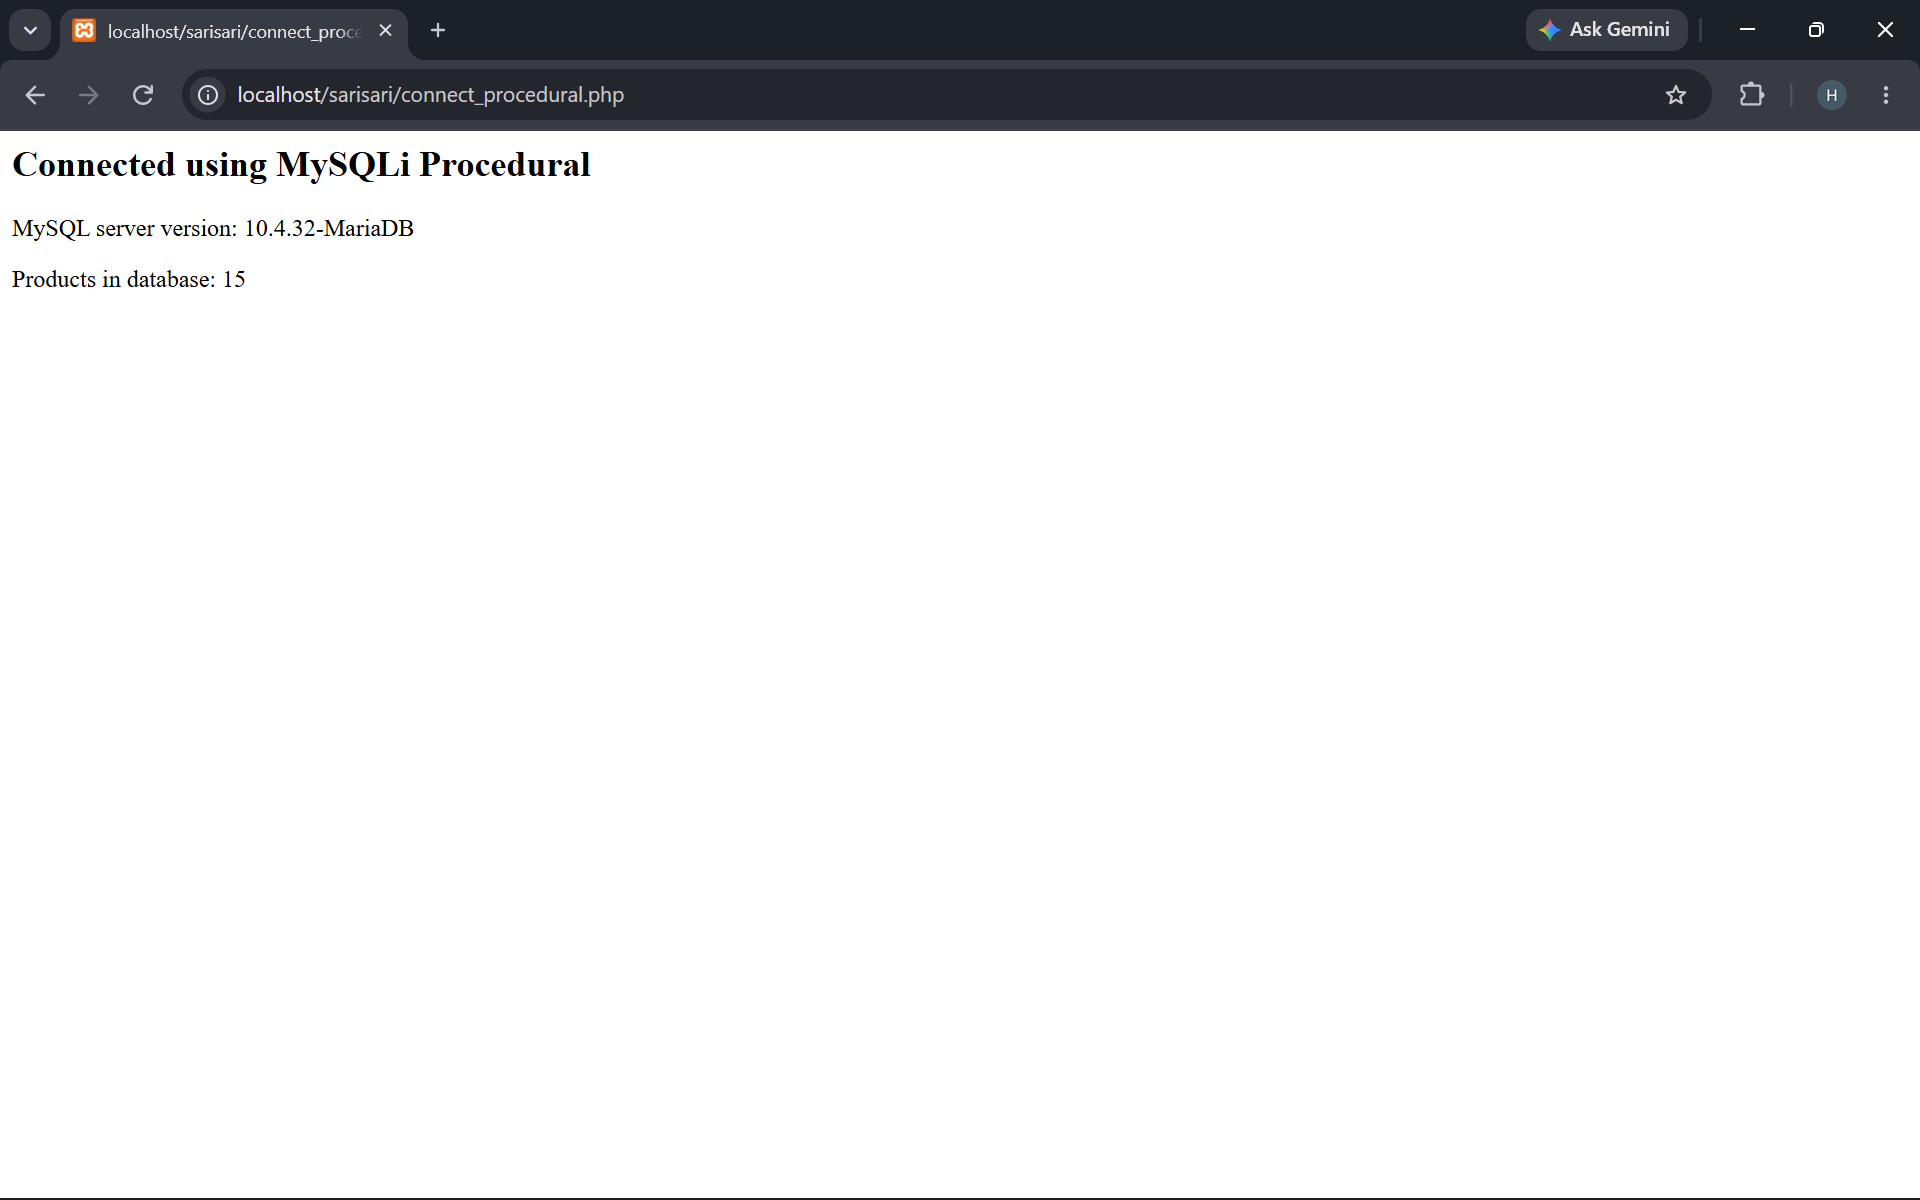 localhost/sarisari/connect_proce
Ask Gemini
localhost/sarisari/connect_procedural.php
H
Connected using MySQLi Procedural
MySQL server version: 10.4.32-MariaDB
Products in database: 15